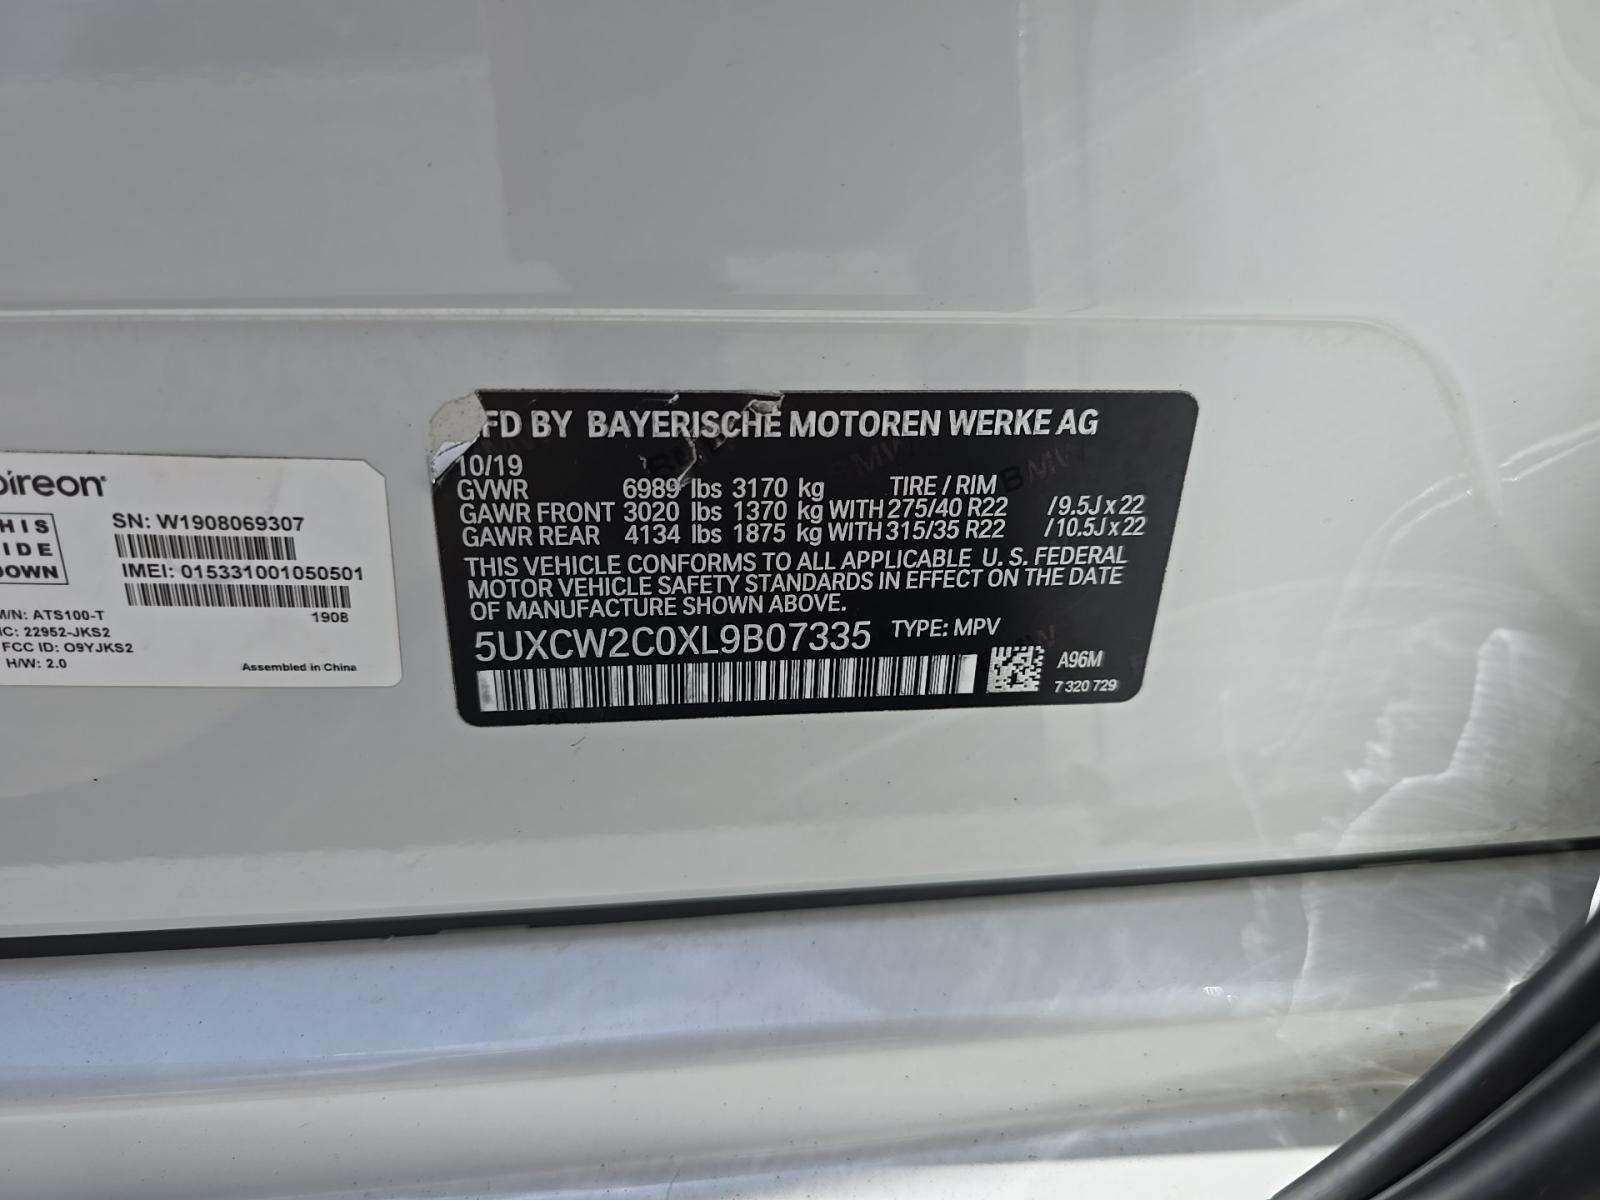 SN: W1908069307
DOWN
IMEI: 015331001050501
1908
ATS100-T
22952-JKS2
FCC ID: O9YJKS2
H/W: 2.0
Assembled in China
BY BAYERISCHE MOTOREN WERKE AG
10/19
GVWR 6989 lbs 3170 kg TIRE / RIM
GAWR FRONT 3020 lbs 1370 kg WITH 275/40 R22 / 9.5J x 22
GAWR REAR 4134 lbs 1875 kg WITH 315/35 R22 / 10.5J x 22
THIS VEHICLE CONFORMS TO ALL APPLICABLE U. S. FEDERAL
MOTOR VEHICLE SAFETY STANDARDS IN EFFECT ON THE DATE
OF MANUFACTURE SHOWN ABOVE.
5UXCW2C0XL9B07335 TYPE: MPV
A96M
7 320 729